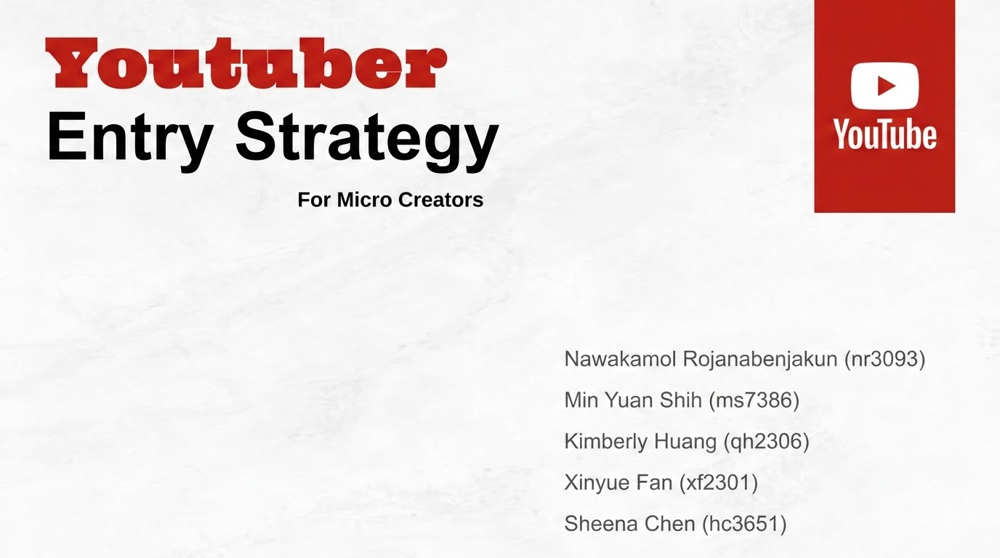 Youtuber
Entry Strategy
For Micro Creators
YouTube
Nawakamol Rojanabenjakun (nr3093)
Min Yuan Shih (ms7386)
Kimberly Huang (qh2306)
Xinyue Fan (xf2301)
Sheena Chen (hc3651)